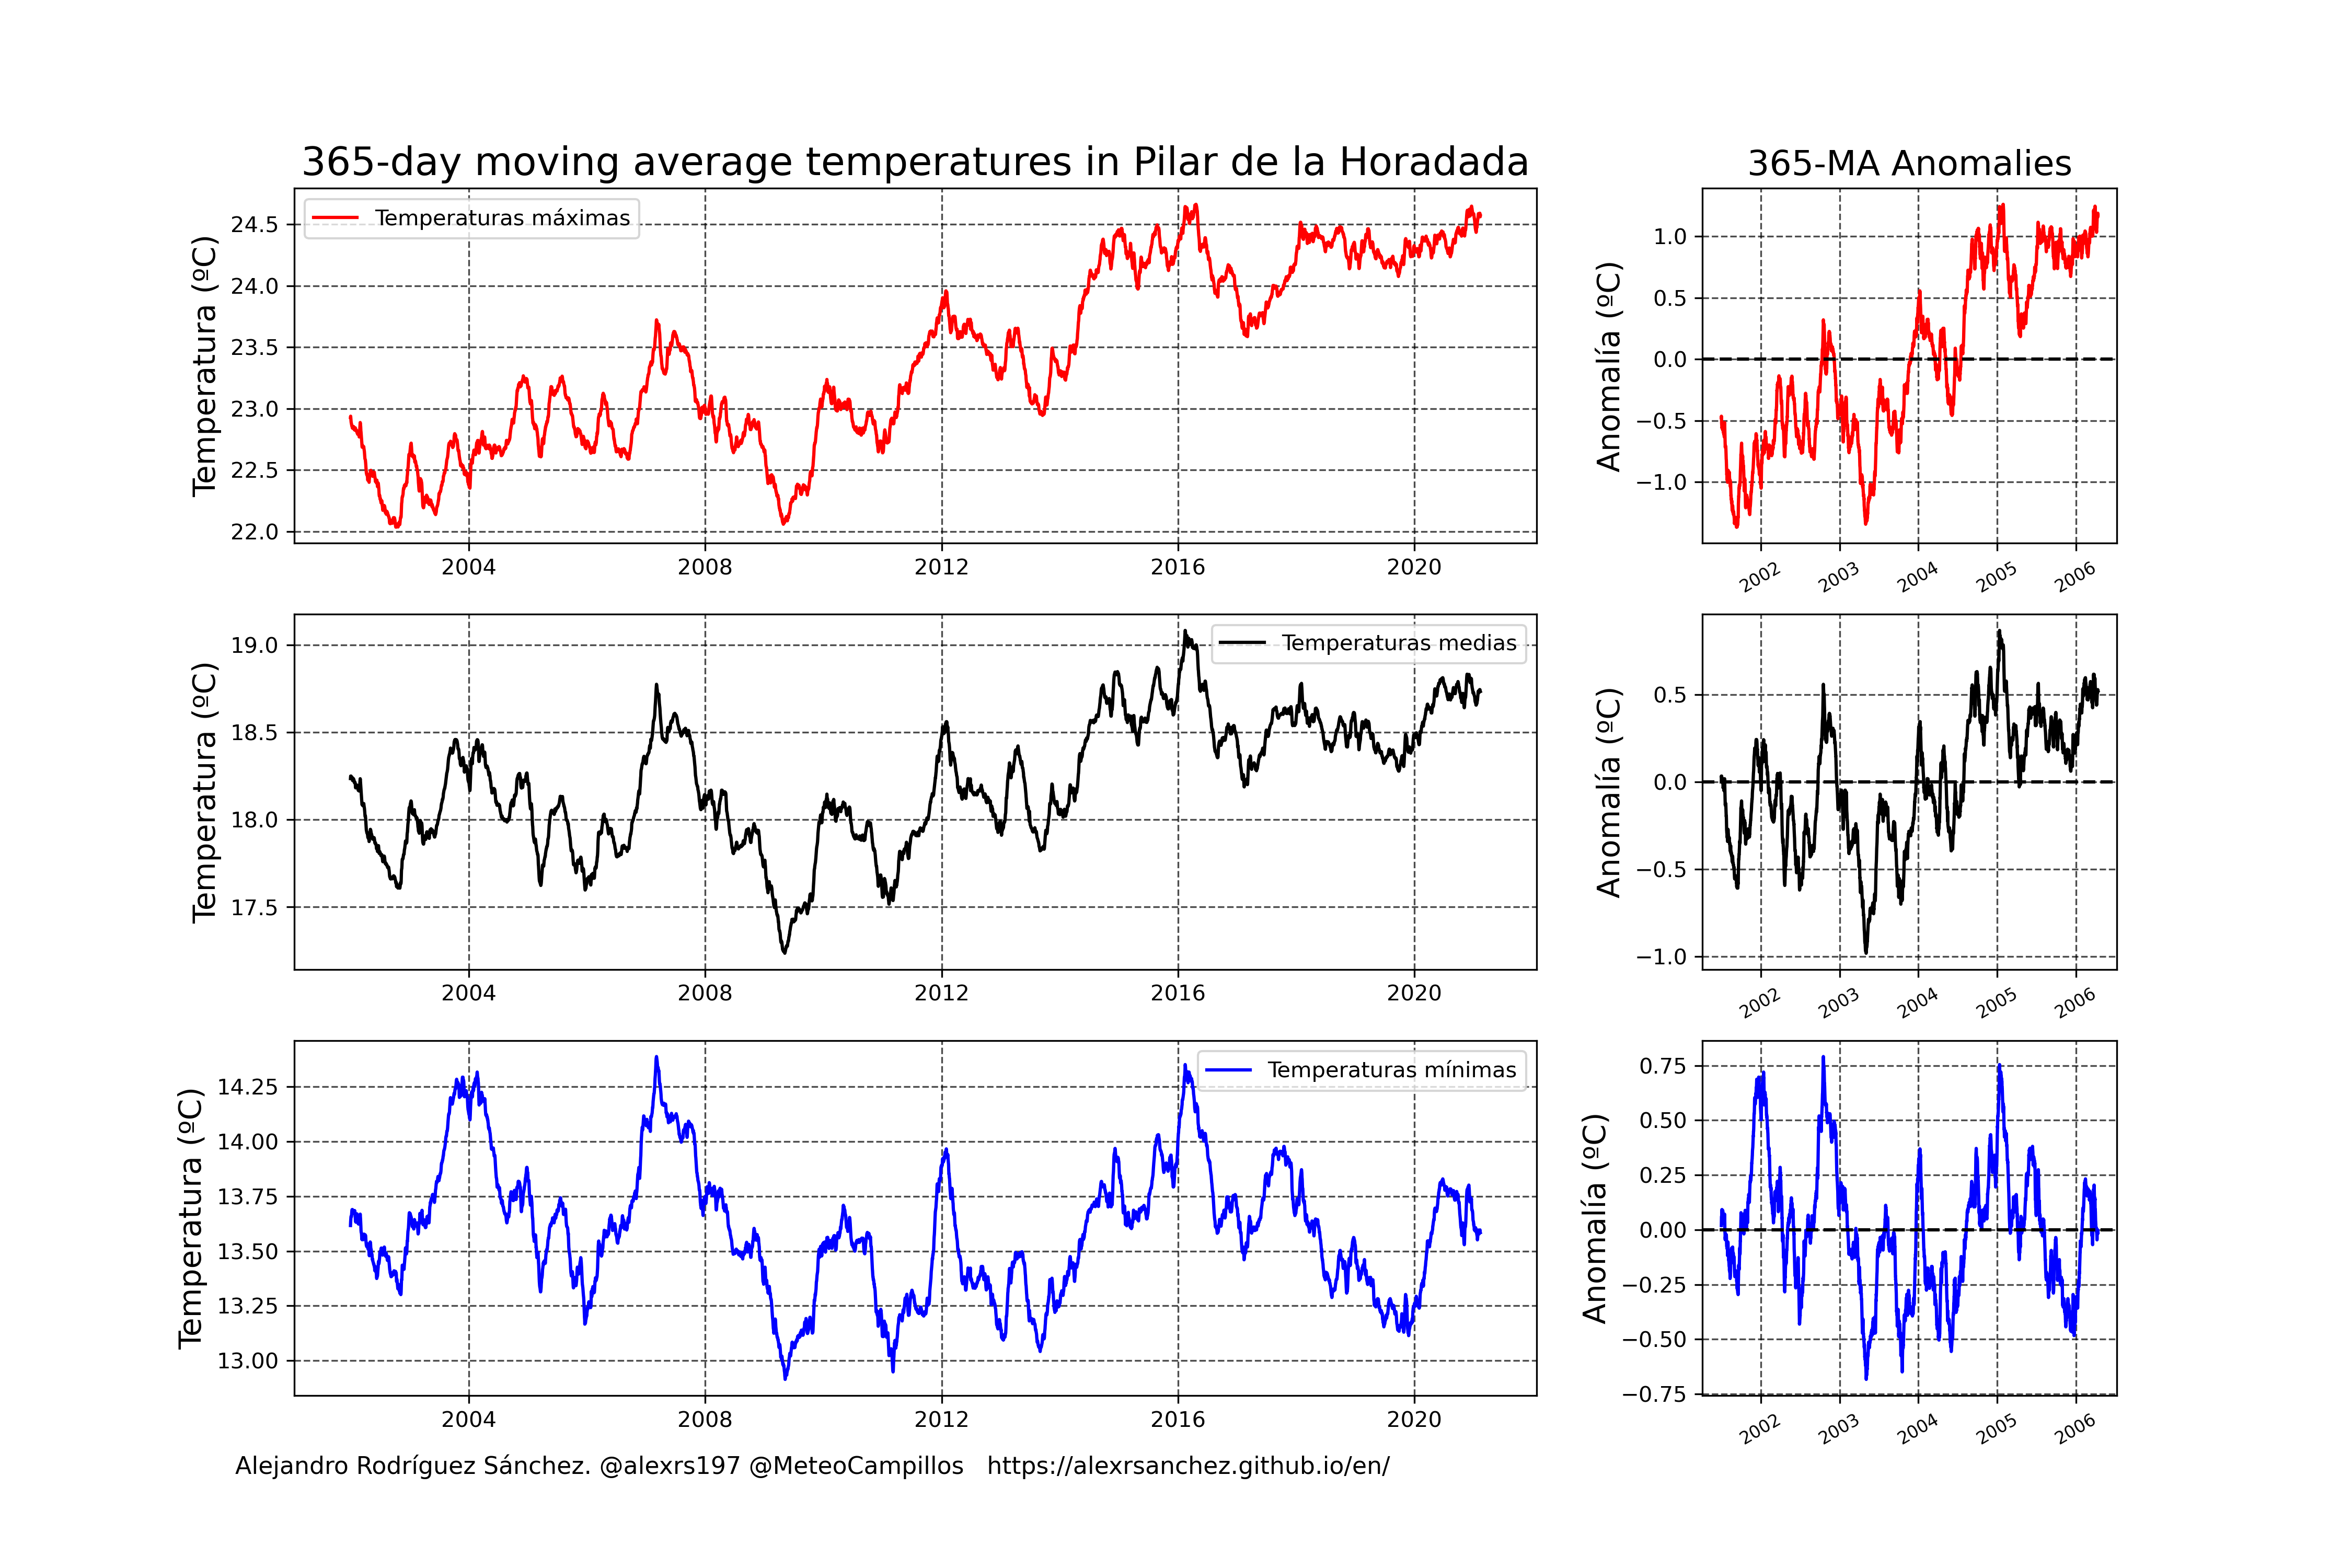 365-day moving average temperatures in Pilar de la Horadada
365-MA Anomalies
Temperatura (ºC)
24.5
24.0
23.5
23.0
22.5
22.0
Temperaturas máximas
2004 2008 2012 2016 2020
Anomalía (ºC)
1.0
0.5
0.0
−0.5
−1.0
2002 2003 2004 2005 2006
Temperatura (ºC)
19.0
18.5
18.0
17.5
Temperaturas medias
2004 2008 2012 2016 2020
Anomalía (ºC)
0.5
0.0
−0.5
−1.0
2002 2003 2004 2005 2006
Temperatura (ºC)
14.25
14.00
13.75
13.50
13.25
13.00
Temperaturas mínimas
2004 2008 2012 2016 2020
Anomalía (ºC)
0.75
0.50
0.25
0.00
−0.25
−0.50
−0.75
2002 2003 2004 2005 2006
Alejandro Rodríguez Sánchez. @alexrs197 @MeteoCampillos https://alexrsanchez.github.io/en/